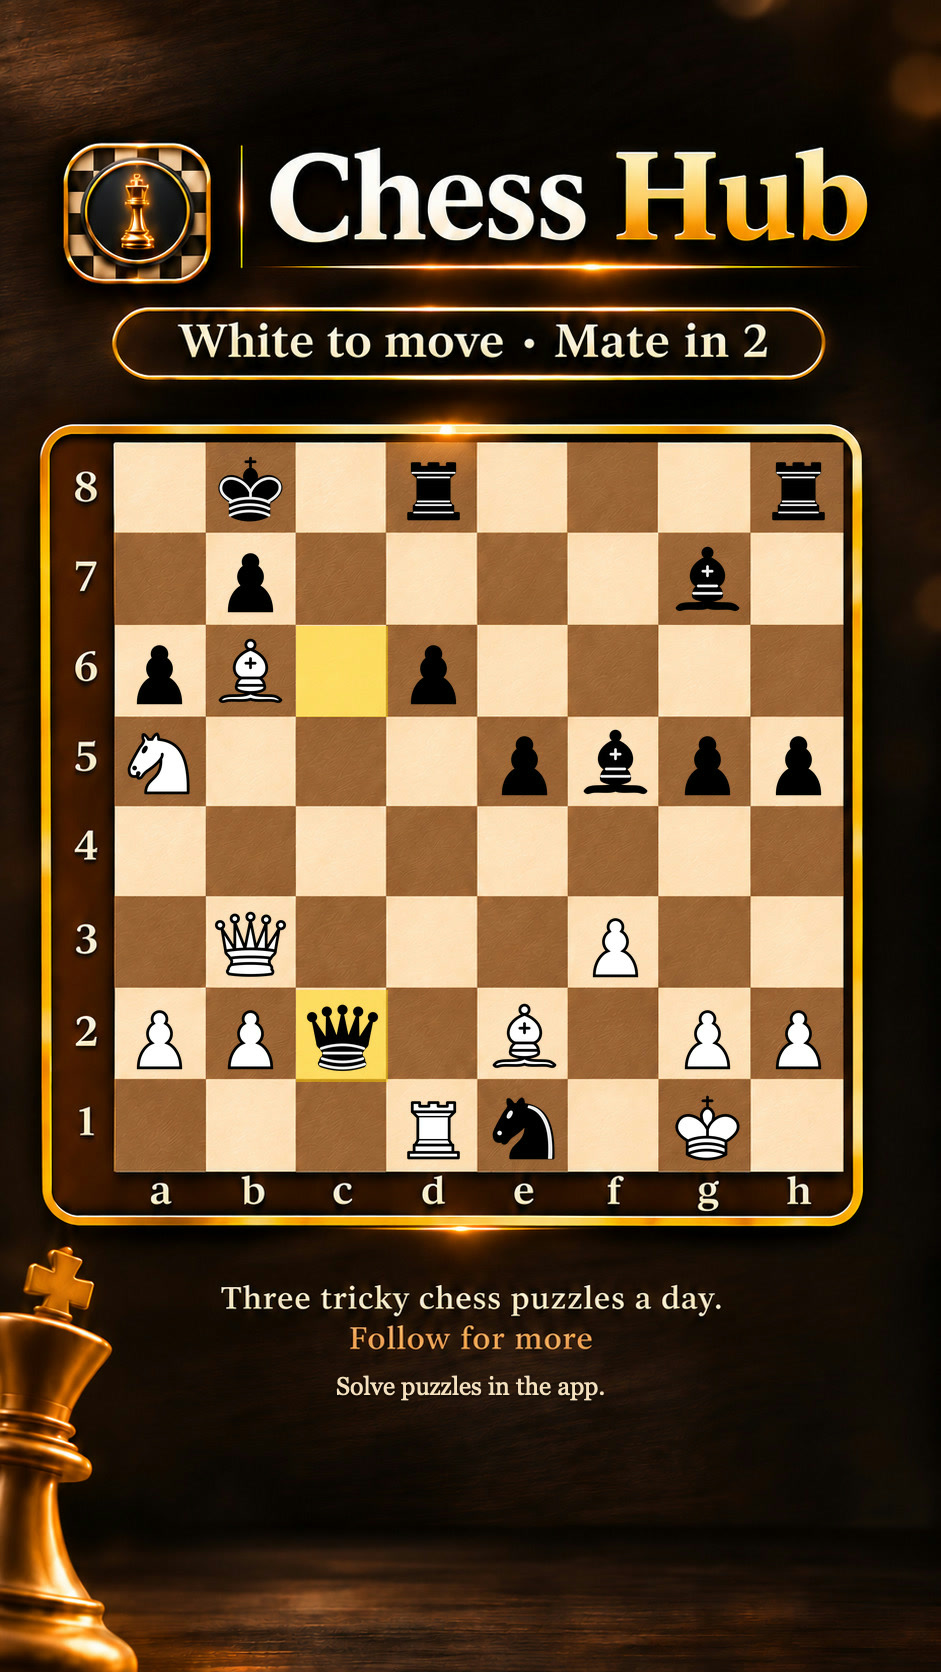 Chess Hub
White to move • Mate in 2
8
7
6
5
4
3
2
1
a b c d e f g h
Three tricky chess puzzles a day.
Follow for more
Solve puzzles in the app.